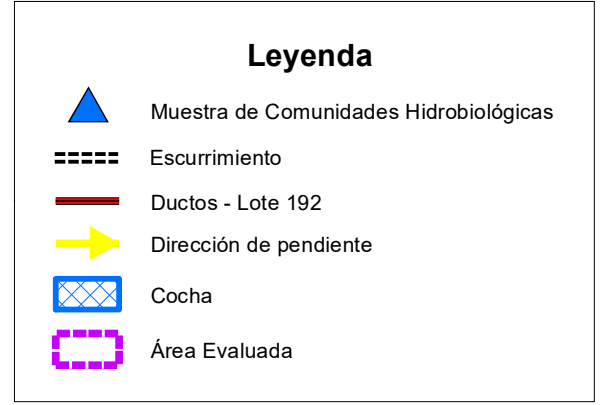 Leyenda
Muestra de Comunidades Hidrobiológicas
Escurrimiento
Ductos - Lote 192
Dirección de pendiente
Cocha
Área Evaluada